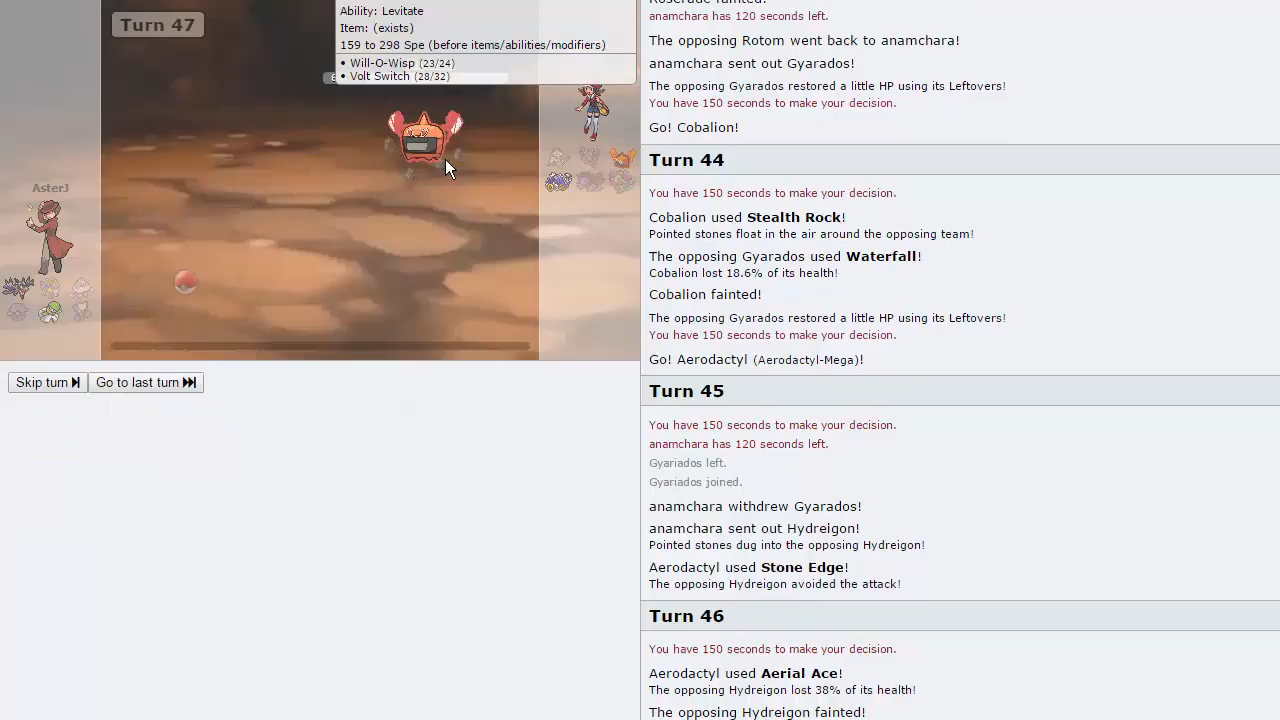 Turn 47
Ability: Levitate
Item: (exists)
159 to 298 Spe (before items/abilities/modifiers)
• Will-O-Wisp (23/24)
• Volt Switch (28/32)
AsterJ
Skip turn
Go to last turn
anamchara has 120 seconds left.
The opposing Rotom went back to anamchara!
anamchara sent out Gyarados!
The opposing Gyarados restored a little HP using its Leftovers!
You have 150 seconds to make your decision.
Go! Cobalion!
Turn 44
You have 150 seconds to make your decision.
Cobalion used Stealth Rock!
Pointed stones float in the air around the opposing team!
The opposing Gyarados used Waterfall!
Cobalion lost 18.6% of its health!
Cobalion fainted!
The opposing Gyarados restored a little HP using its Leftovers!
You have 150 seconds to make your decision.
Go! Aerodactyl (Aerodactyl-Mega)!
Turn 45
You have 150 seconds to make your decision.
anamchara has 120 seconds left.
Gyariados left.
Gyariados joined.
anamchara withdrew Gyarados!
anamchara sent out Hydreigon!
Pointed stones dug into the opposing Hydreigon!
Aerodactyl used Stone Edge!
The opposing Hydreigon avoided the attack!
Turn 46
You have 150 seconds to make your decision.
Aerodactyl used Aerial Ace!
The opposing Hydreigon lost 38% of its health!
The opposing Hydreigon fainted!